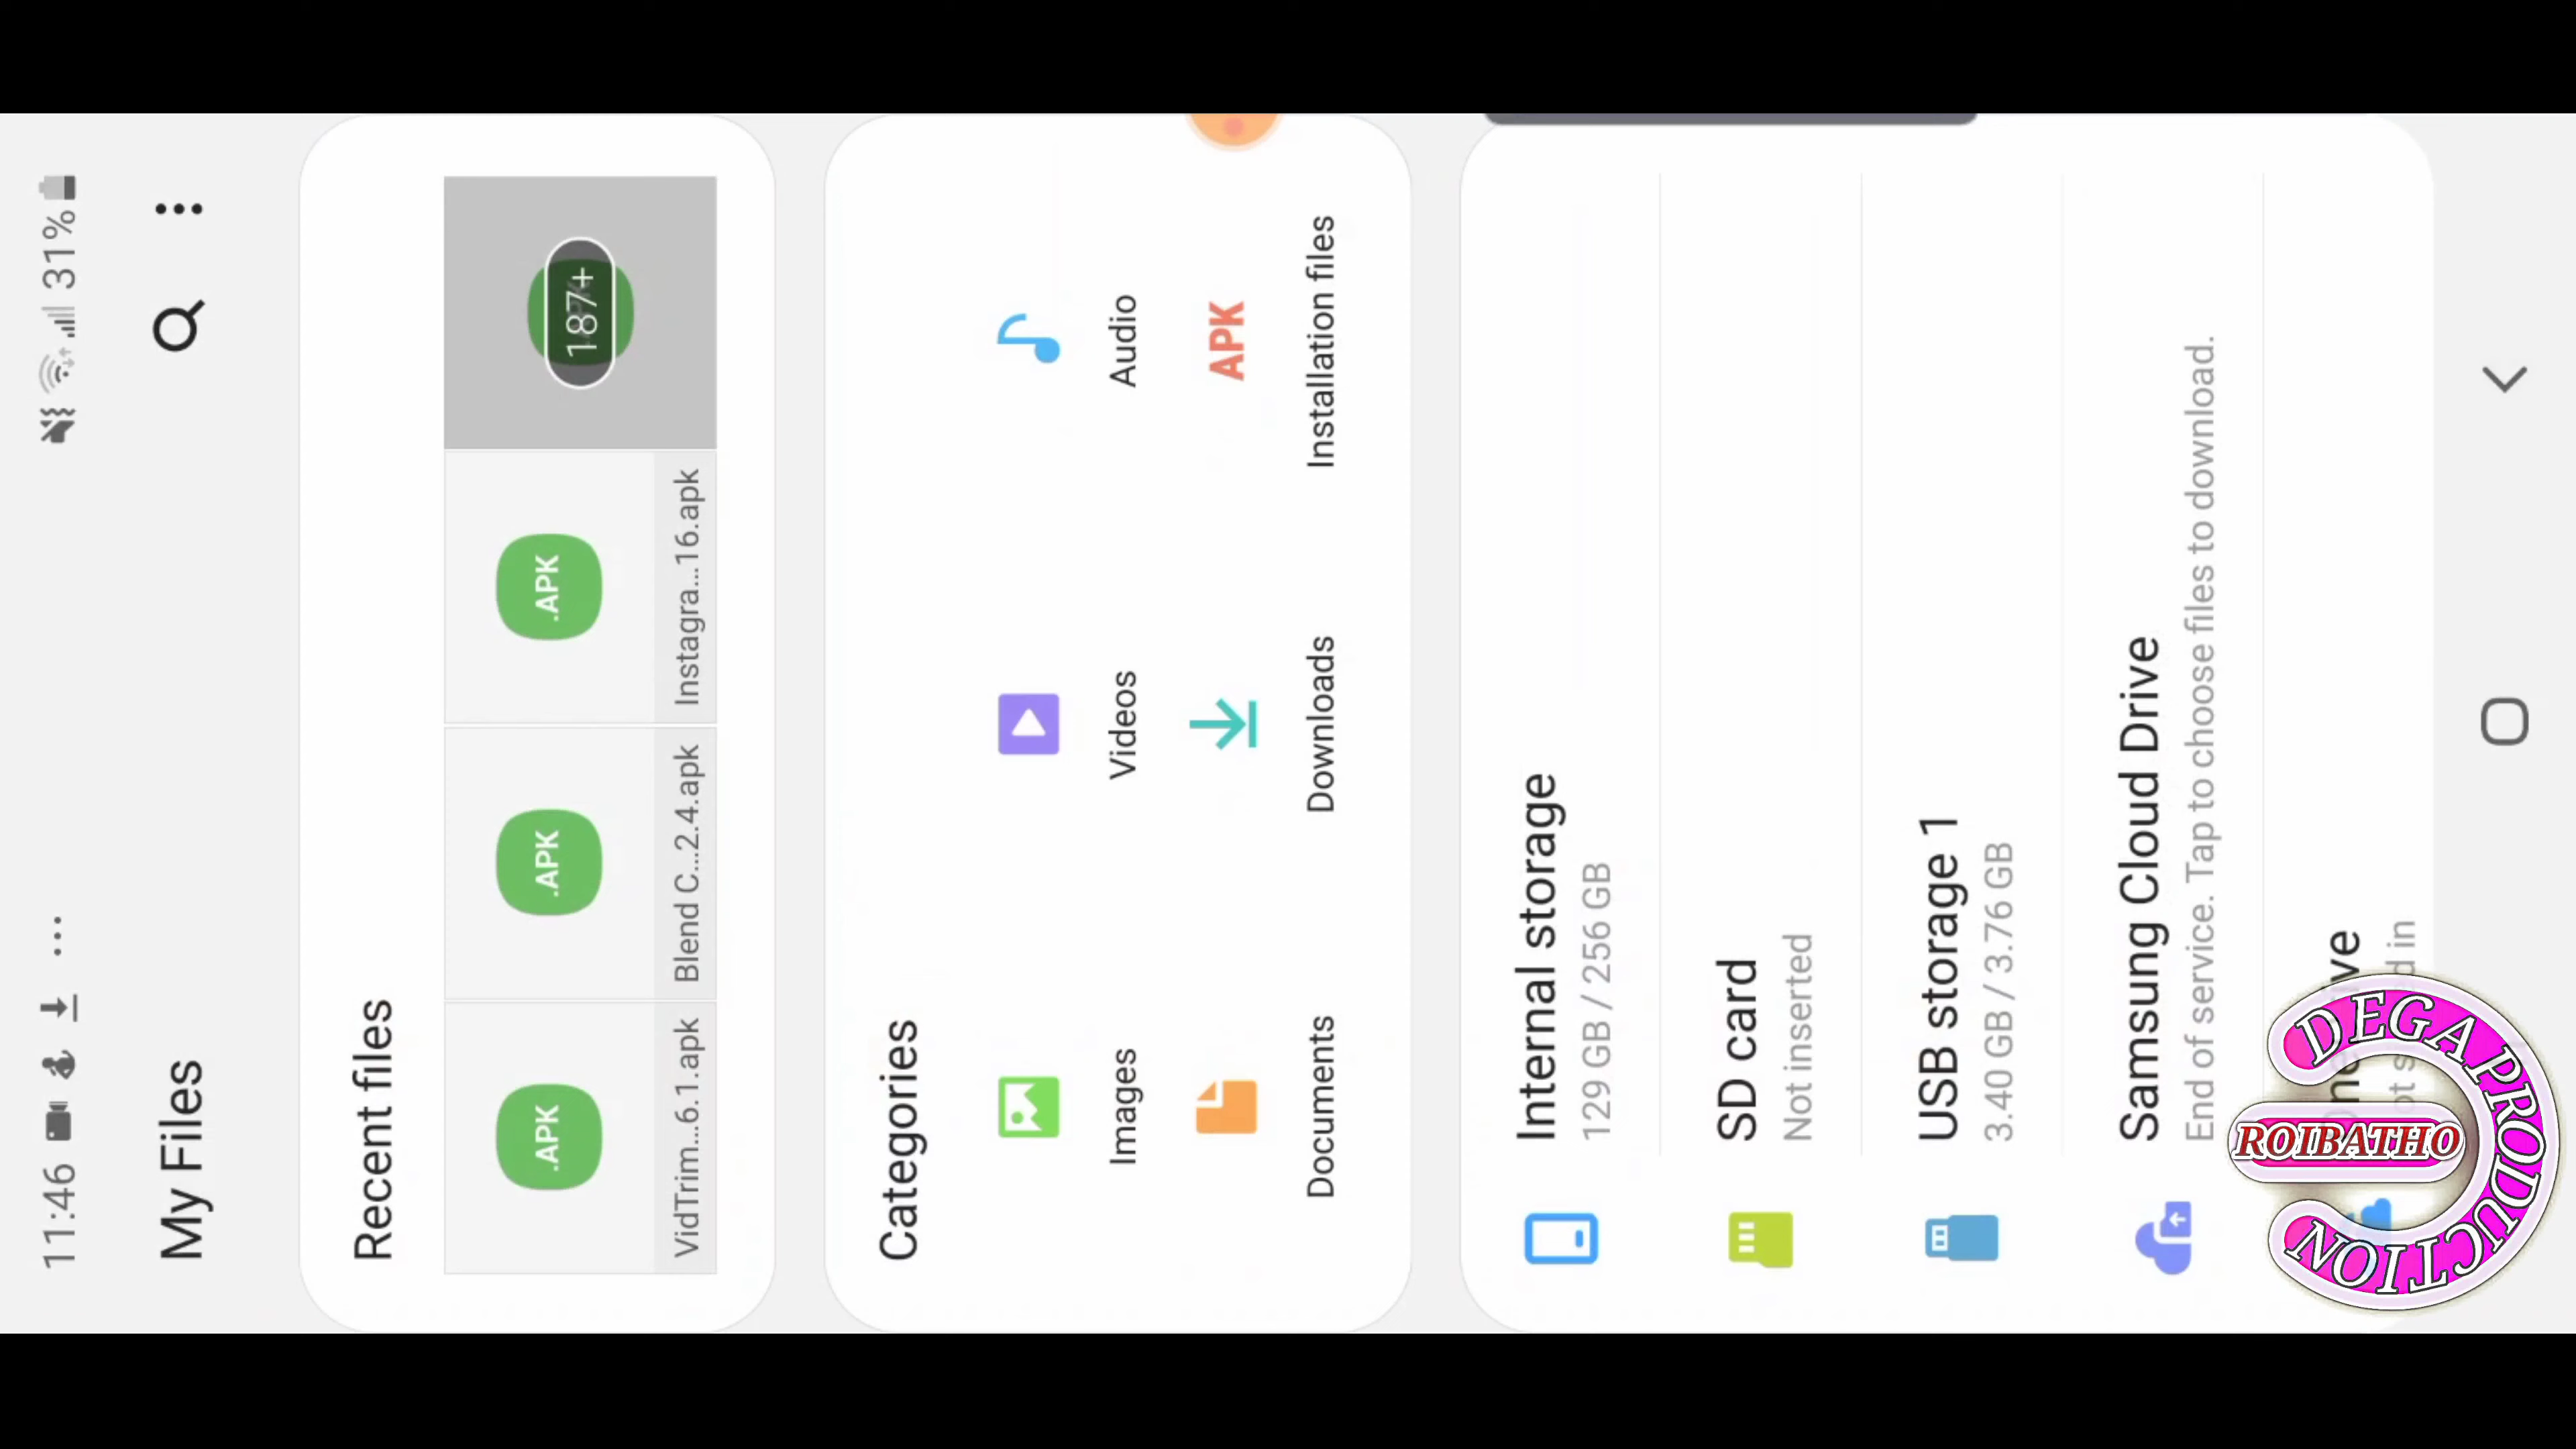 11:46 ... 31%
My Files
Recent files
.APK
.APK
.APK
187+
VidTrim...6.1.apk
Blend C...2.4.apk
Instagra...16.apk
Categories
Images
Videos
Audio
APK
Documents
Downloads
Installation files
Internal storage
129 GB / 256 GB
SD card
Not inserted
USB storage 1
3.40 GB / 3.76 GB
Samsung Cloud Drive
End of service. Tap to choose files to download.
in
DEGA PRODUCTION
ROIBATHO